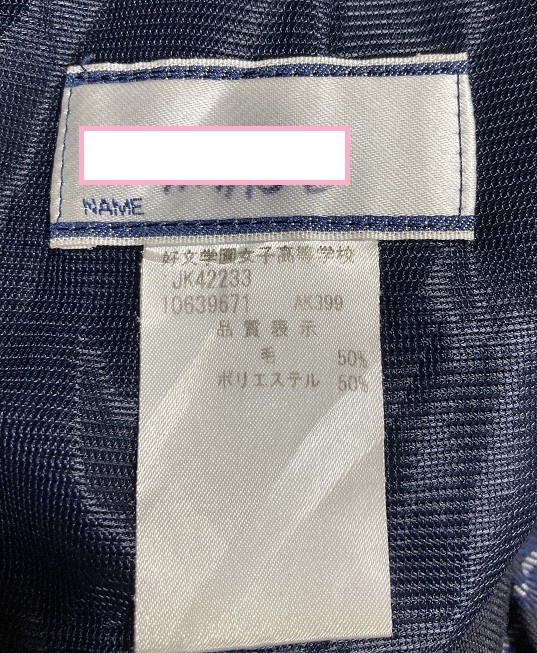 NAME
好文学園女子高等学校
JK42233
10639671 AK399
品質表示
毛 50%
ポリエステル 50%